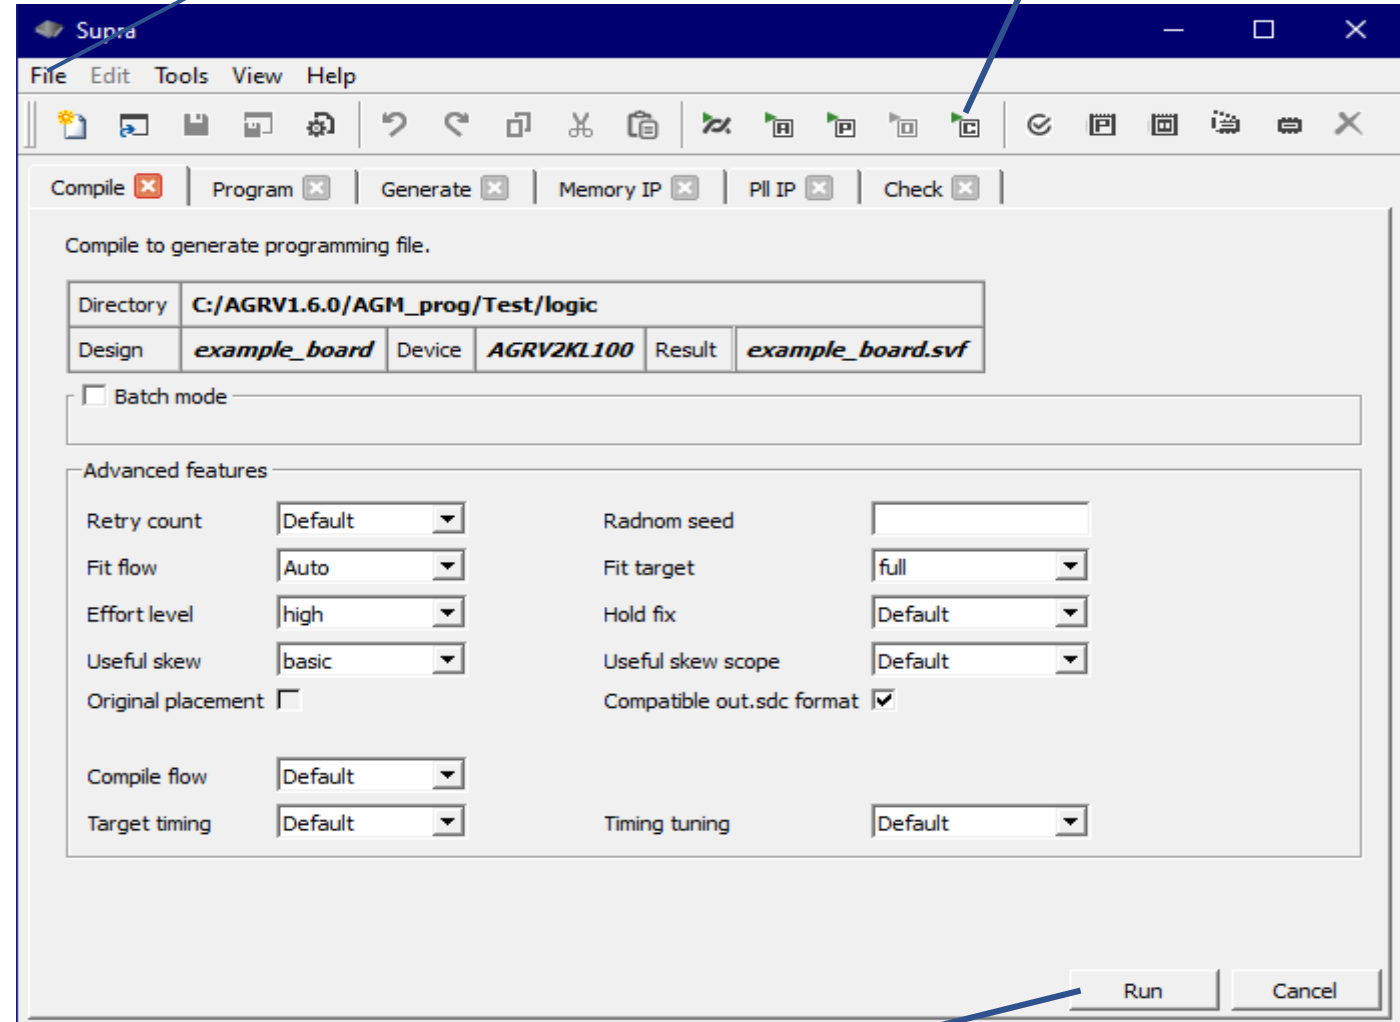 Supra
File Edit Tools View Help
Compile Program Generate Memory IP Pll IP Check
Compile to generate programming file.
Directory C:/AGRV1.6.0/AGM_prog/Test/logic
Design example_board Device AGRV2KL100 Result example_board.svf
Batch mode
Advanced features
Retry count Default Radnom seed
Fit flow Auto Fit target full
Effort level high Hold fix Default
Useful skew basic Useful skew scope Default
Original placement Compatible out.sdc format
Compile flow Default
Target timing Default Timing tuning Default
Run Cancel